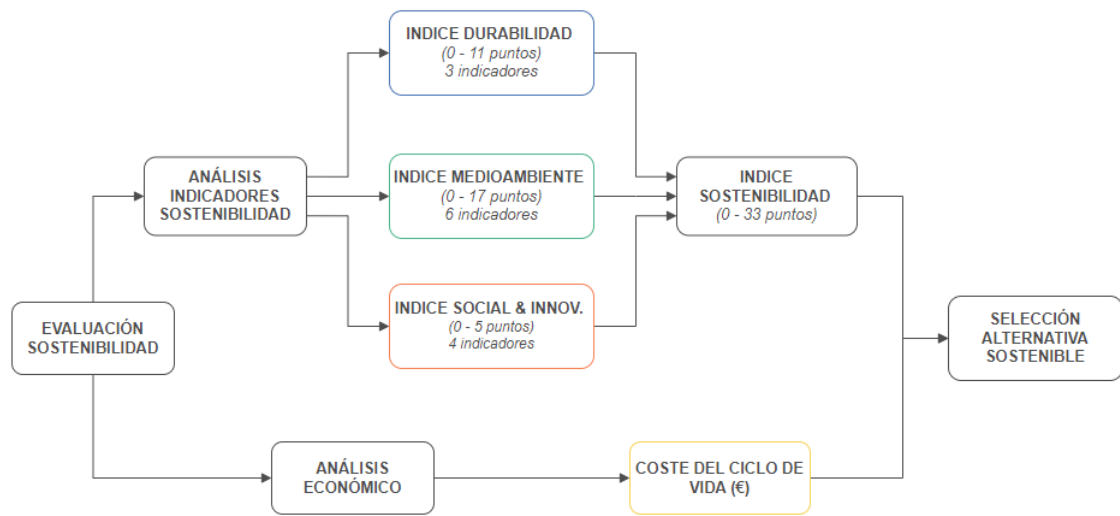 INDICE DURABILIDAD
(0 - 11 puntos)
3 indicadores
ANÁLISIS
INDICADORES
SOSTENIBILIDAD
INDICE MEDIOAMBIENTE
(0 - 17 puntos)
6 indicadores
INDICE
SOSTENIBILIDAD
(0 - 33 puntos)
INDICE SOCIAL & INNOV.
(0 - 5 puntos)
4 indicadores
EVALUACIÓN
SOSTENIBILIDAD
SELECCIÓN
ALTERNATIVA
SOSTENIBLE
ANÁLISIS
ECONÓMICO
COSTE DEL CICLO DE
VIDA (€)